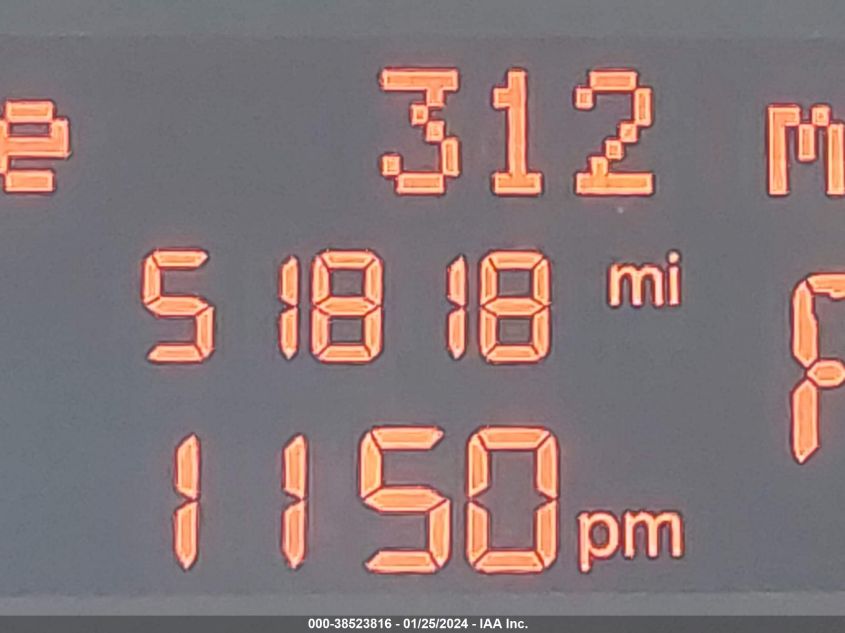 e 312 m
51818 mi
1150 pm
000-38523816 - 01/25/2024 - IAA Inc.